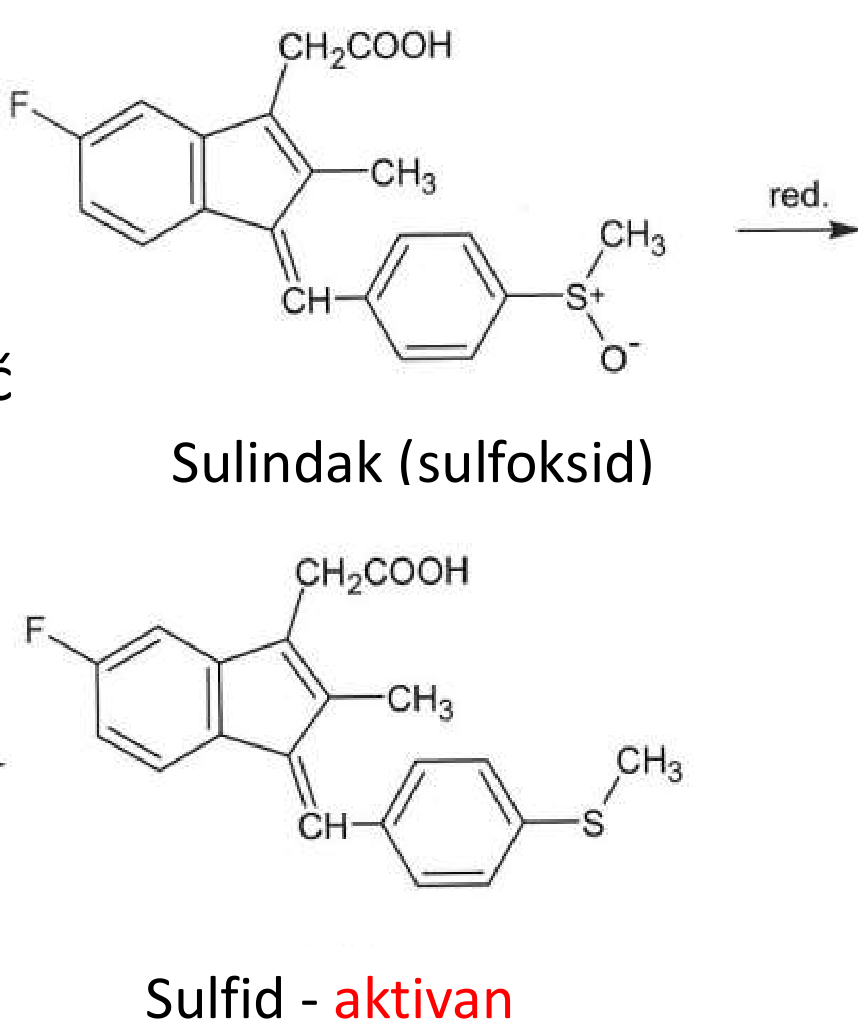 CH₂COOH
F
CH₃
red.
CH₃
CH
S⁺
O⁻
č
Sulindak (sulfoksid)
CH₂COOH
F
CH₃
CH₃
CH
S
Sulfid - aktivan